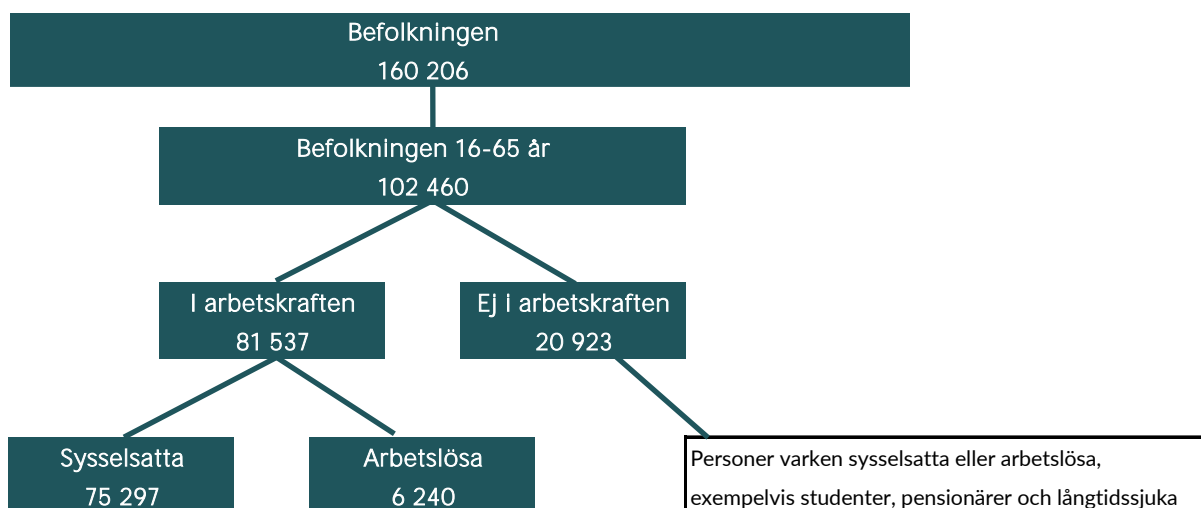 Befolkningen
160 206
Befolkningen 16-65 år
102 460
I arbetskraften
81 537
Ej i arbetskraften
20 923
Sysselsatta
75 297
Arbetslösa
6 240
Personer varken sysselsatta eller arbetslösa,
exempelvis studenter, pensionärer och långtidssjuka